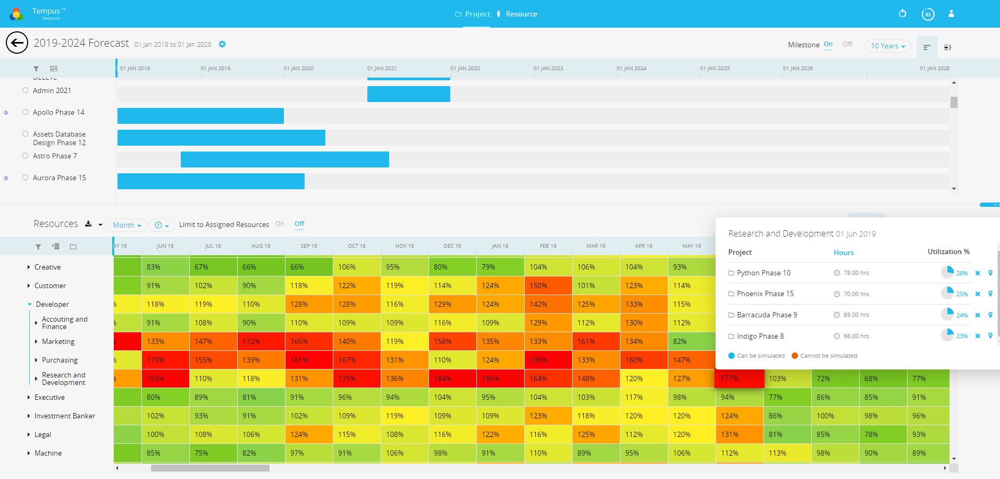 Tempus™
Resource
Project
Resource
85
2019-2024 Forecast 01 Jan 2018 to 01 Jan 2028
Milestone On Off 10 Years
01 JAN 2018 01 JAN 2019 01 JAN 2020 01 JAN 2021 01 JAN 2022 01 JAN 2023 01 JAN 2024 01 JAN 2025 01 JAN 2026 01 JAN 2028
DELETE
Admin 2021
Apollo Phase 14
Assets Database
Design Phase 12
Astro Phase 7
Aurora Phase 15
Resources Month Limit to Assigned Resources On Off
AY 18 JUN 18 JUL 18 AUG 18 SEP 18 OCT 18 NOV 18 DEC 18 JAN 19 FEB 19 MAR 19 APR 19 MAY 19
Creative 83% 67% 66% 66% 106% 95% 80% 79% 104% 106% 104% 93%
Customer 91% 102% 90% 118% 122% 119% 114% 124% 150% 101% 123% 114%
Developer % 118% 119% 110% 128% 128% 116% 129% 124% 142% 125% 133% 115%
Accouting and
Finance 91% 108% 90% 110% 109% 109% 116% 109% 129% 112% 130% 112%
Marketing % 133% 147% 172% 165% 140% 119% 158% 135% 133% 161% 134% 82%
Purchasing % 173% 155% 139% 181% 167% 131% 110% 124% 198% 133% 160% 147%
Research and
Development % 183% 110% 118% 131% 175% 136% 184% 186% 164% 148% 120% 127% 177% 103% 72% 68% 77%
Executive 80% 89% 81% 91% 96% 94% 104% 95% 104% 103% 117% 98% 94% 77% 86% 85% 91%
Investment Banker 102% 93% 91% 102% 109% 119% 109% 109% 123% 118% 120% 120% 124% 86% 100% 98% 96%
Legal 100% 108% 106% 124% 115% 108% 116% 122% 116% 125% 112% 120% 131% 81% 85% 78% 93%
Machine 85% 75% 82% 97% 91% 106% 98% 91% 110% 89% 95% 106% 112% 113% 98% 90% 89%
Research and Development 01 Jun 2019
Project Hours Utilization %
Python Phase 10 78.00 hrs 28%
Phoenix Phase 15 70.00 hrs 25%
Barracuda Phase 9 69.00 hrs 24%
Indigo Phase 8 66.00 hrs 23%
Can be simulated Cannot be simulated